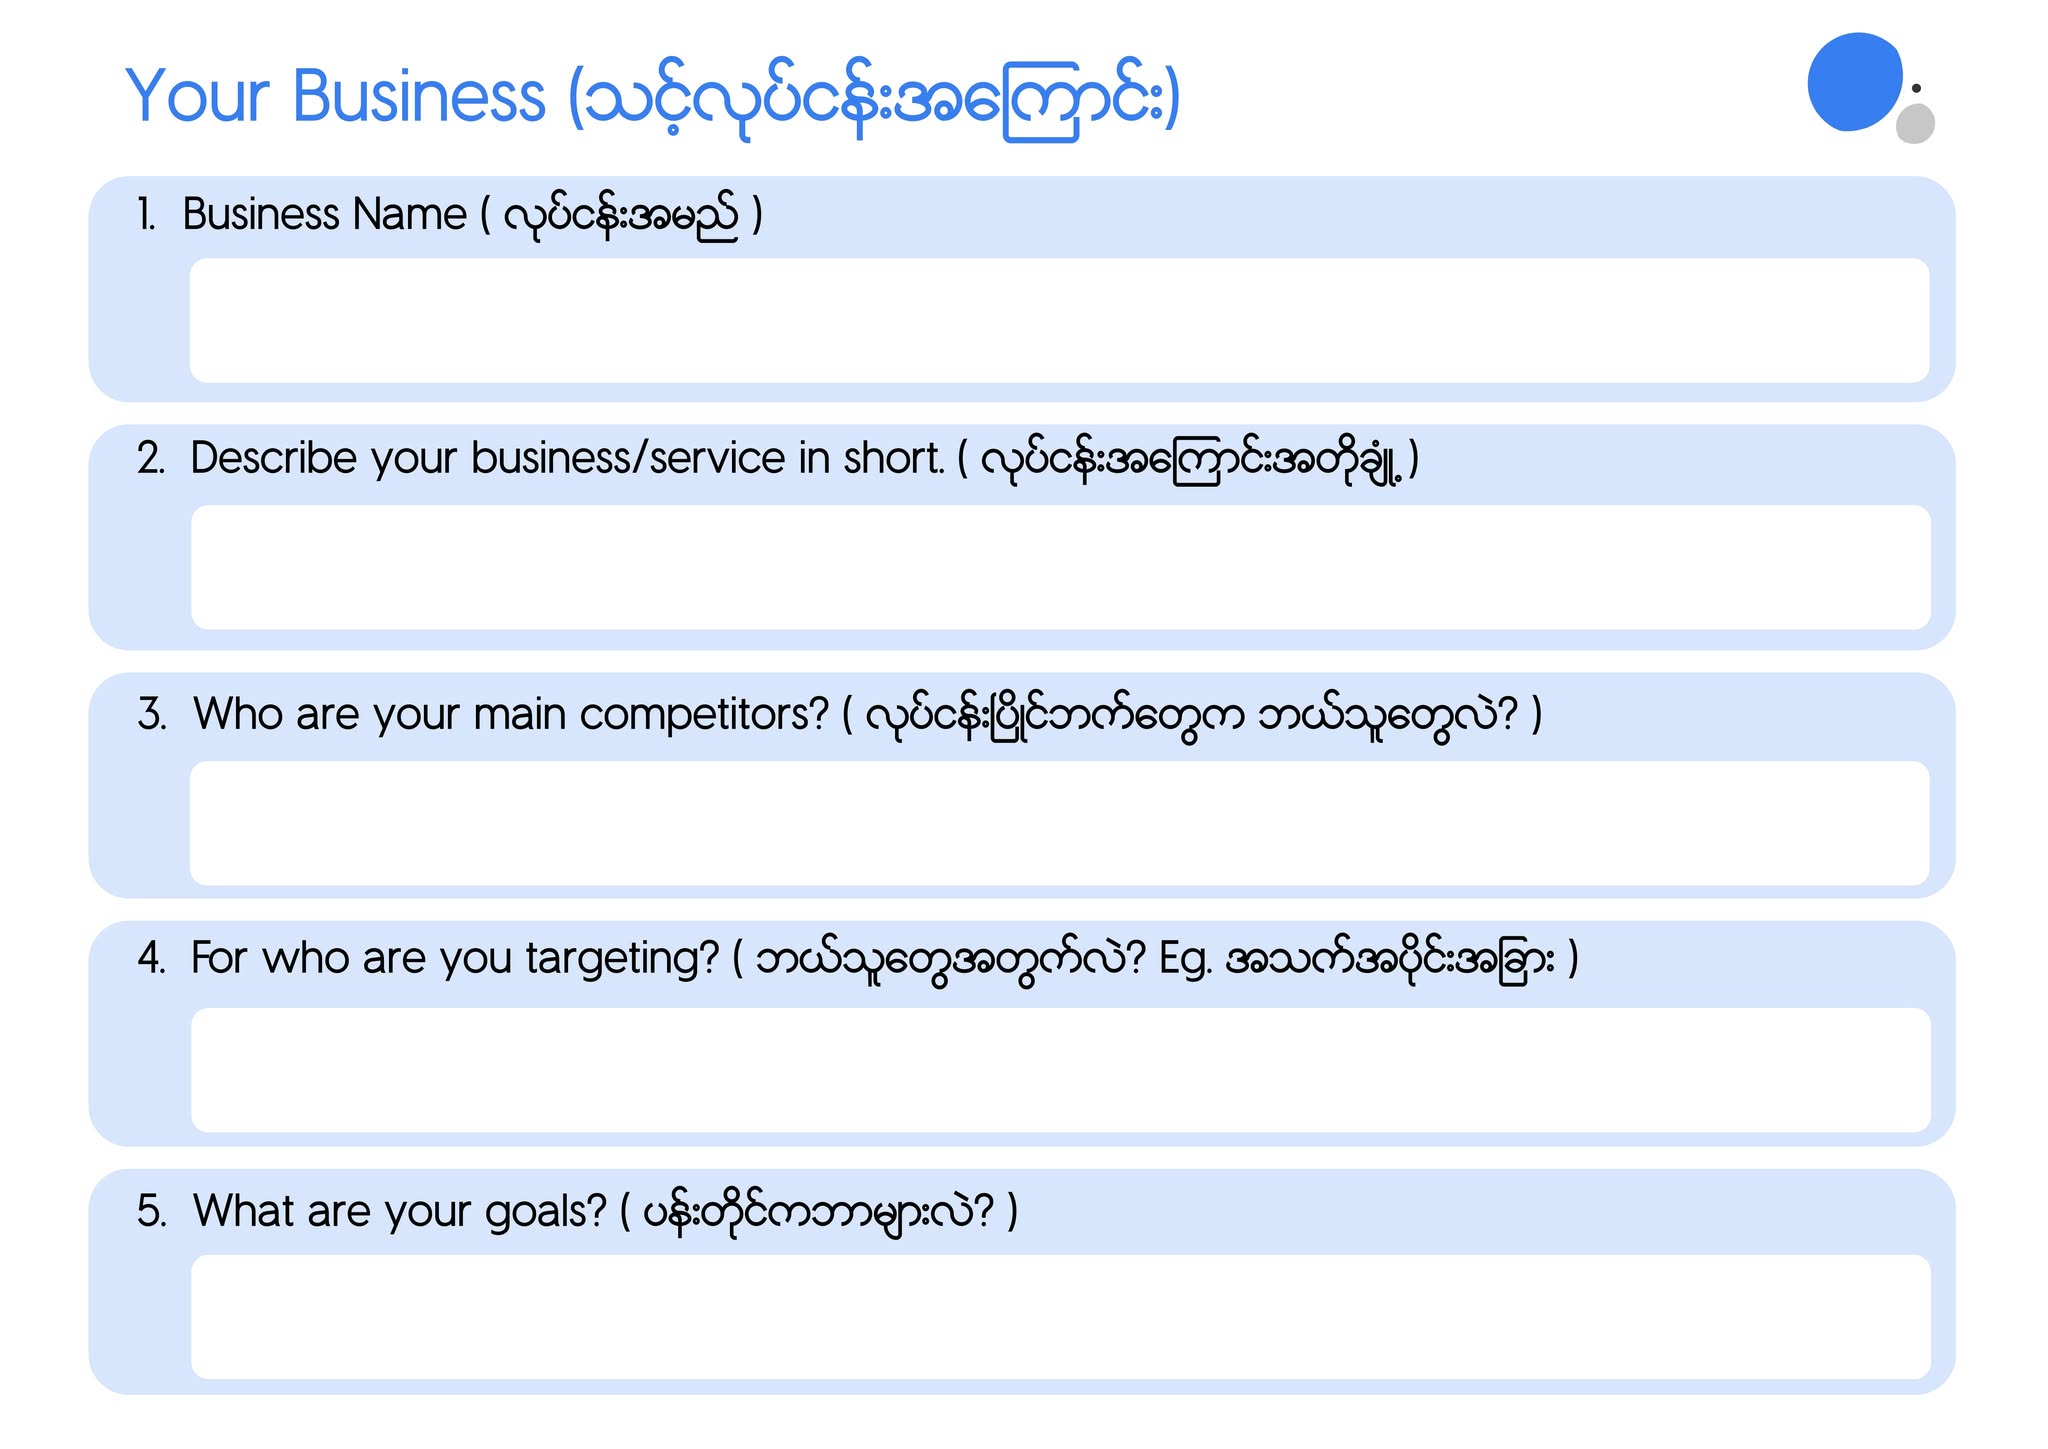 Your Business (သင့်လုပ်ငန်းအကြောင်း)
1. Business Name ( လုပ်ငန်းအမည် )
2. Describe your business/service in short. ( လုပ်ငန်းအကြောင်းအတိုချုံ့ )
3. Who are your main competitors? ( လုပ်ငန်းပြိုင်ဘက်တွေက ဘယ်သူတွေလဲ? )
4. For who are you targeting? ( ဘယ်သူတွေအတွက်လဲ? Eg. အသက်အပိုင်းအခြား )
5. What are your goals? ( ပန်းတိုင်ကဘာများလဲ? )